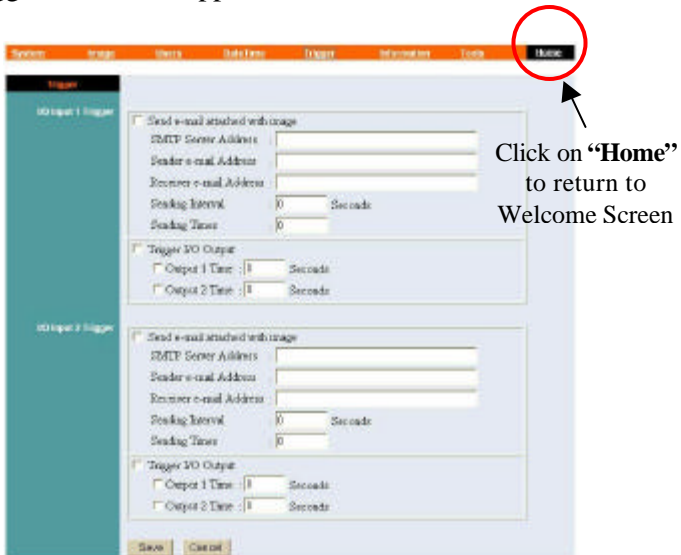 System Image Users DateTime Trigger Information Tools Home
Trigger
I/O Input 1 Trigger
Send e-mail attached with image
SMTP Server Address :
Sender e-mail Address :
Receiver e-mail Address :
Sending Interval : 0 Seconds
Sending Times : 0
Trigger I/O Output
Output 1 Time : Seconds
Output 2 Time : Seconds
Click on “Home”
to return to
Welcome Screen
I/O Input 2 Trigger
Send e-mail attached with image
SMTP Server Address :
Sender e-mail Address :
Receiver e-mail Address :
Sending Interval : 0 Seconds
Sending Times : 0
Trigger I/O Output
Output 1 Time : Seconds
Output 2 Time : Seconds
Save Cancel